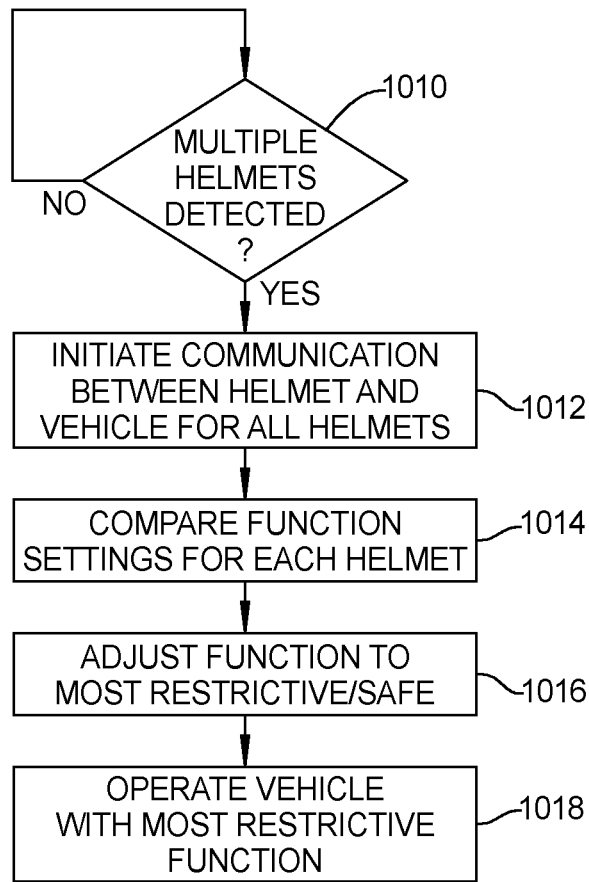 1010
MULTIPLE
HELMETS
DETECTED
?
NO
YES
INITIATE COMMUNICATION
BETWEEN HELMET AND
VEHICLE FOR ALL HELMETS
1012
COMPARE FUNCTION
SETTINGS FOR EACH HELMET
1014
ADJUST FUNCTION TO
MOST RESTRICTIVE/SAFE
1016
OPERATE VEHICLE
WITH MOST RESTRICTIVE
FUNCTION
1018